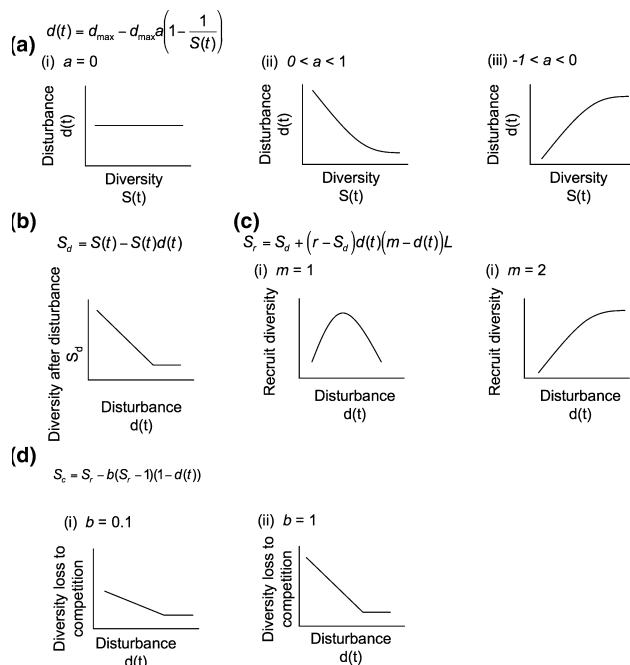 (a)
d(t) = d_max − d_max a(1 − 1/S(t))
(i) a = 0
Disturbance
d(t)
Diversity
S(t)
(ii) 0 < a < 1
Disturbance
d(t)
Diversity
S(t)
(iii) -1 < a < 0
Disturbance
d(t)
Diversity
S(t)
(b)
S_d = S(t) − S(t)d(t)
Diversity after disturbance
S_d
Disturbance
d(t)
(c)
S_r = S_d + (r − S_d)d(t)(m − d(t))L
(i) m = 1
Recruit diversity
Disturbance
d(t)
(i) m = 2
Recruit diversity
Disturbance
d(t)
(d)
S_c = S_r − b(S_r − 1)(1 − d(t))
(i) b = 0.1
Diversity loss to
competition
Disturbance
d(t)
(ii) b = 1
Diversity loss to
competition
Disturbance
d(t)